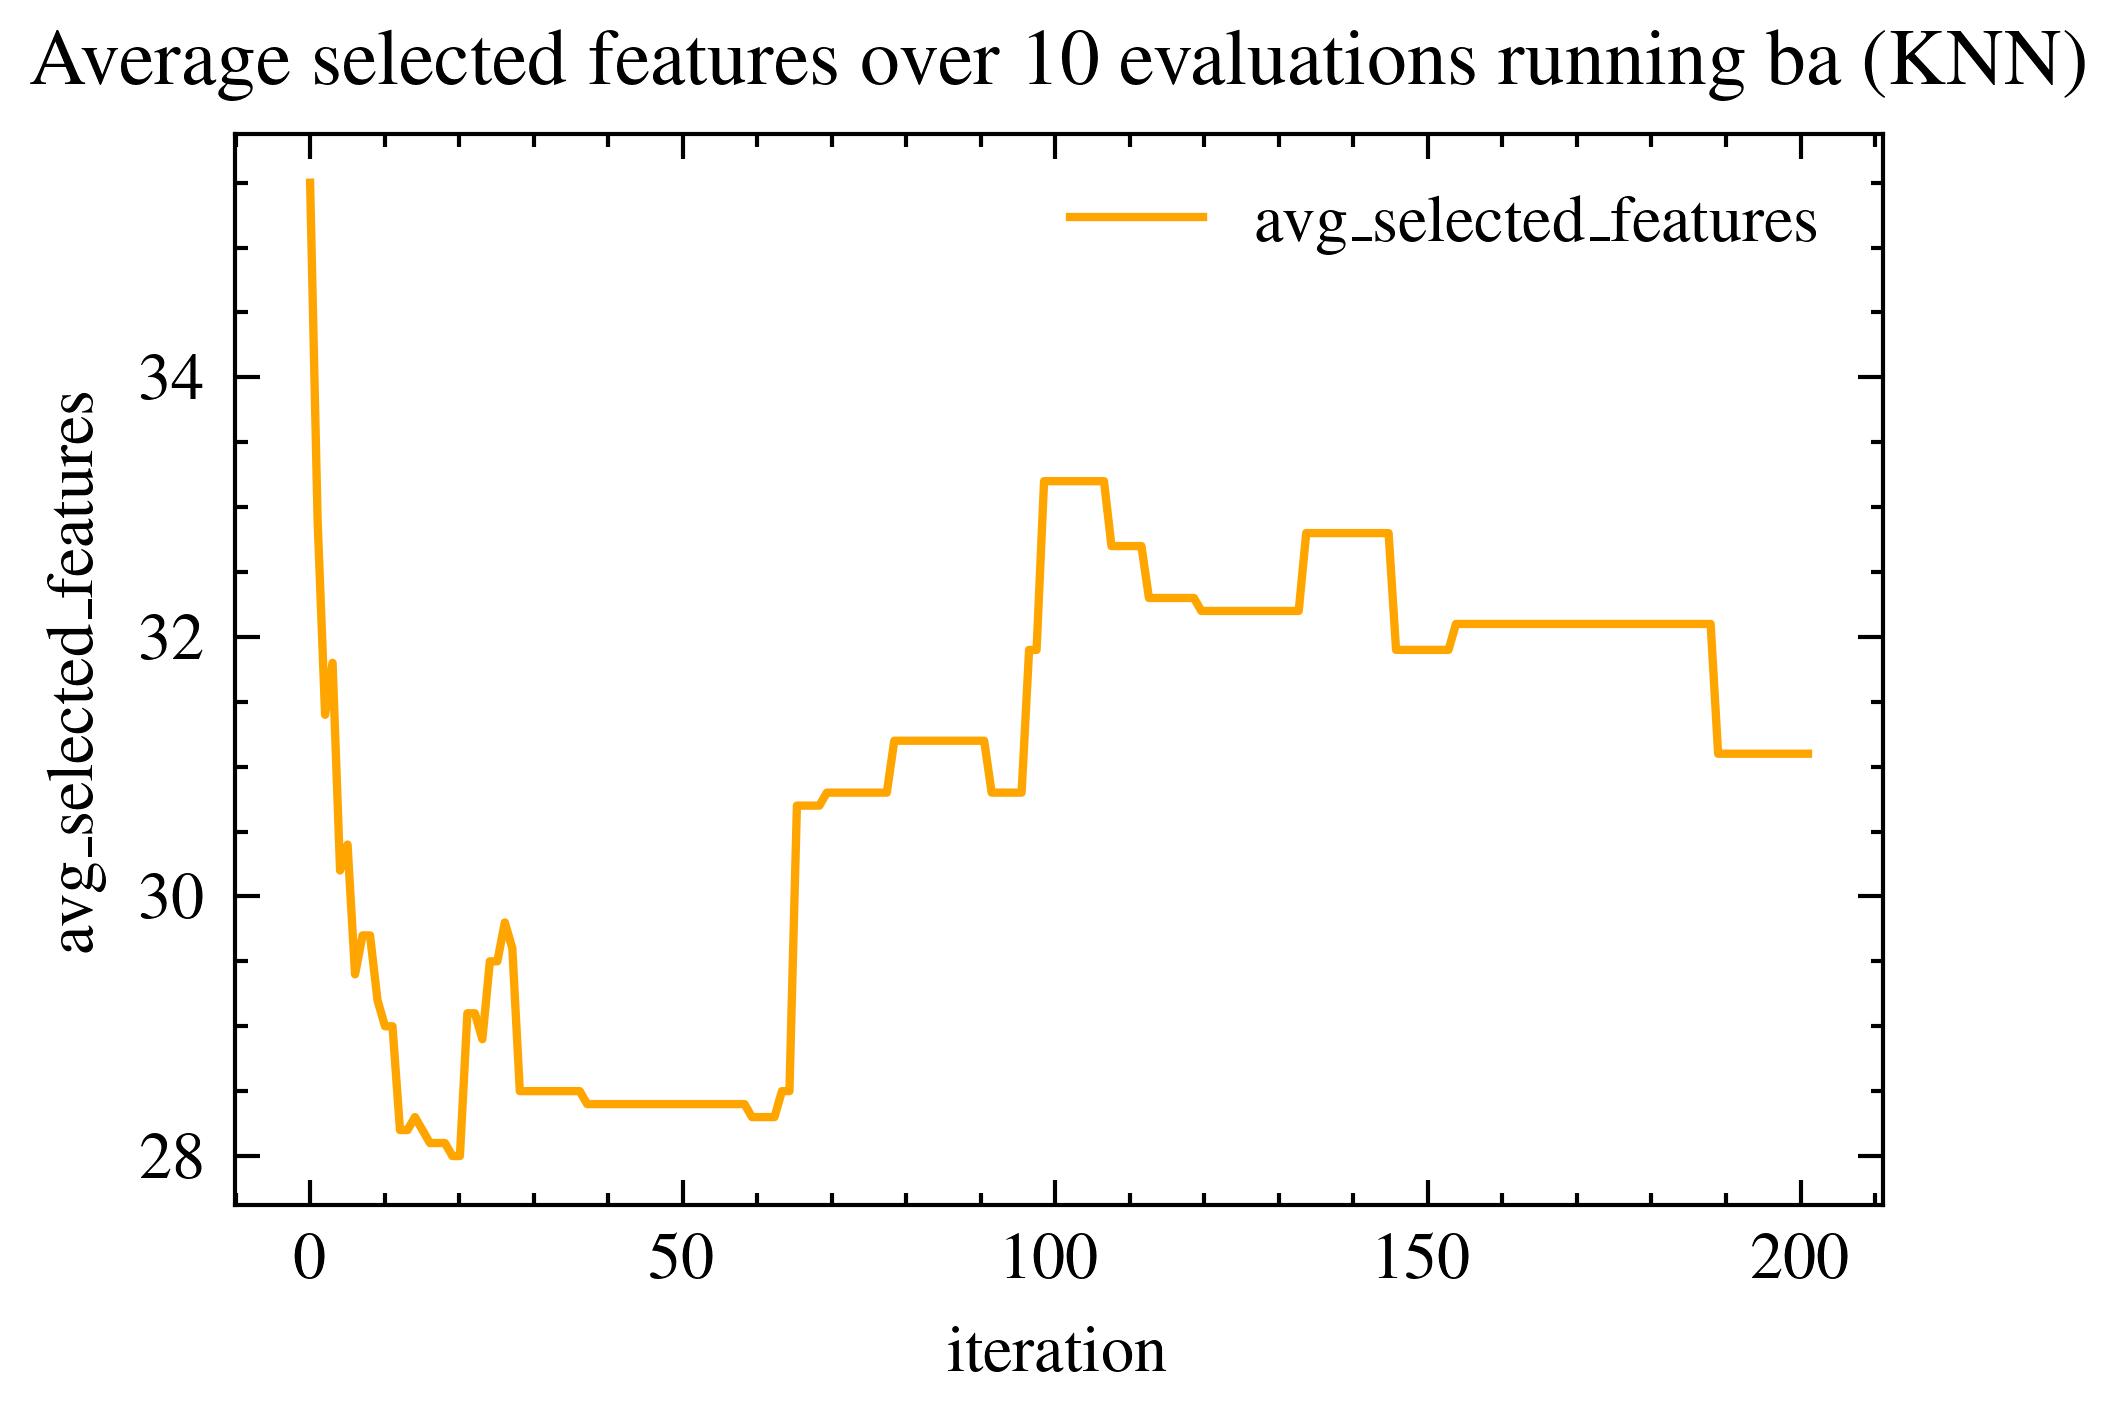 Average selected features over 10 evaluations running ba (KNN)
avg_selected_features
avg_selected_features
34
32
30
28
0 50 100 150 200
iteration